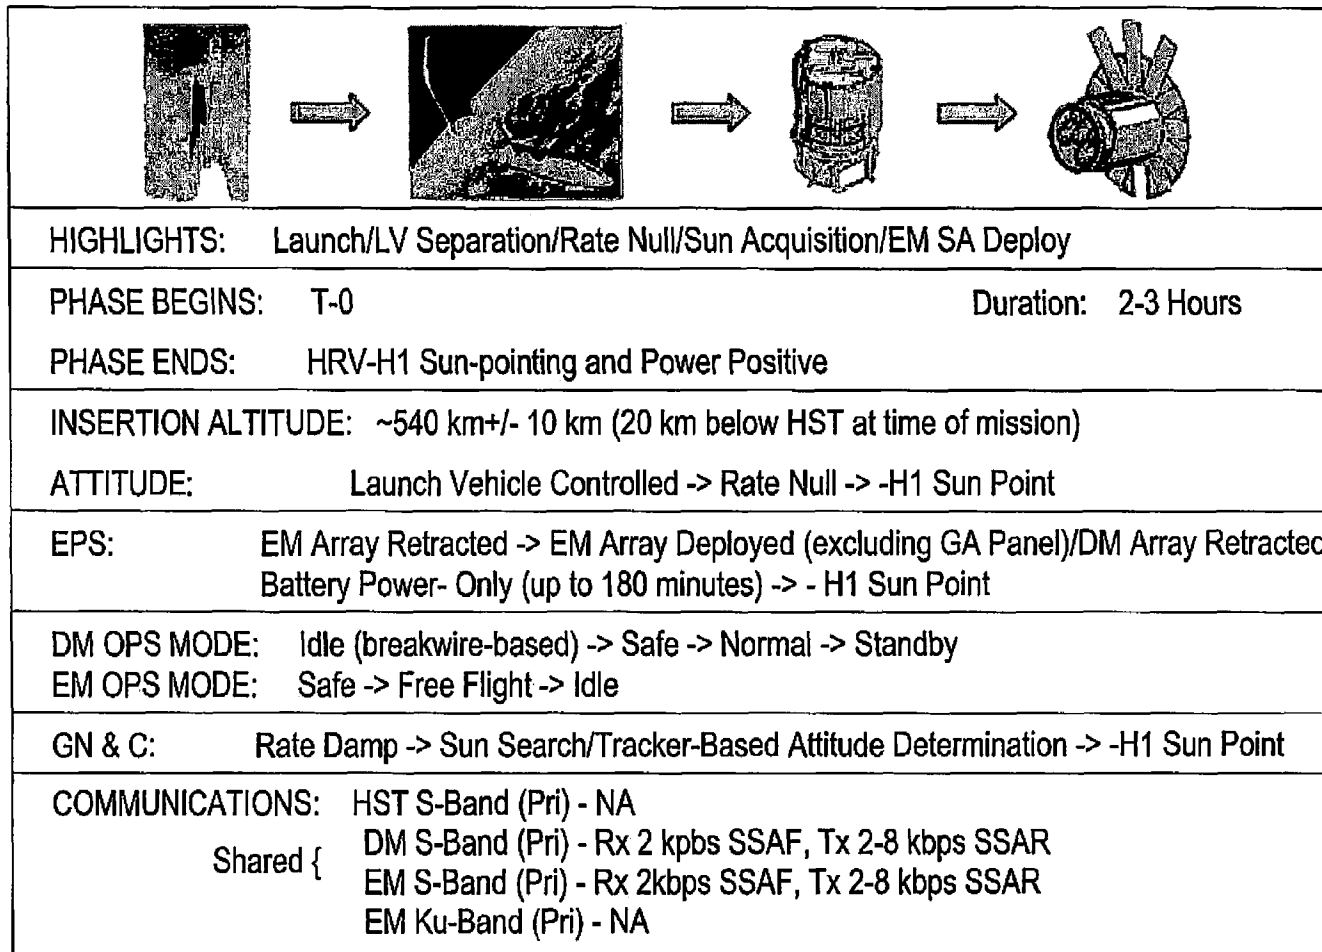 HIGHLIGHTS: Launch/LV Separation/Rate Null/Sun Acquisition/EM SA Deploy
PHASE BEGINS: T-0 Duration: 2-3 Hours
PHASE ENDS: HRV-H1 Sun-pointing and Power Positive
INSERTION ALTITUDE: ~540 km+/- 10 km (20 km below HST at time of mission)
ATTITUDE: Launch Vehicle Controlled -> Rate Null -> -H1 Sun Point
EPS: EM Array Retracted -> EM Array Deployed (excluding GA Panel)/DM Array Retracted
Battery Power- Only (up to 180 minutes) -> - H1 Sun Point
DM OPS MODE: Idle (breakwire-based) -> Safe -> Normal -> Standby
EM OPS MODE: Safe -> Free Flight -> Idle
GN & C: Rate Damp -> Sun Search/Tracker-Based Attitude Determination -> -H1 Sun Point
COMMUNICATIONS: HST S-Band (Pri) - NA
Shared { DM S-Band (Pri) - Rx 2 kpbs SSAF, Tx 2-8 kbps SSAR
EM S-Band (Pri) - Rx 2kbps SSAF, Tx 2-8 kbps SSAR
EM Ku-Band (Pri) - NA